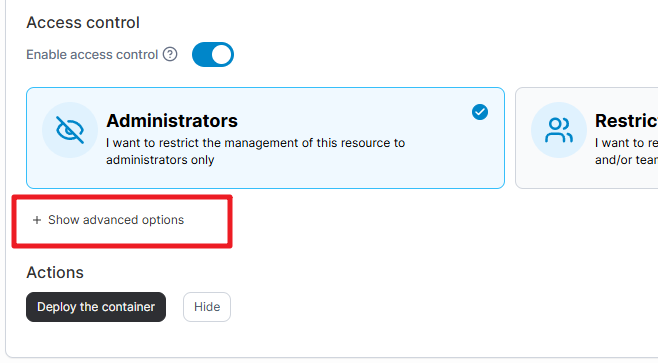 Access control
Enable access control
Administrators
I want to restrict the management of this resource to
administrators only
Restric
I want to re
and/or tean
+ Show advanced options
Actions
Deploy the container
Hide